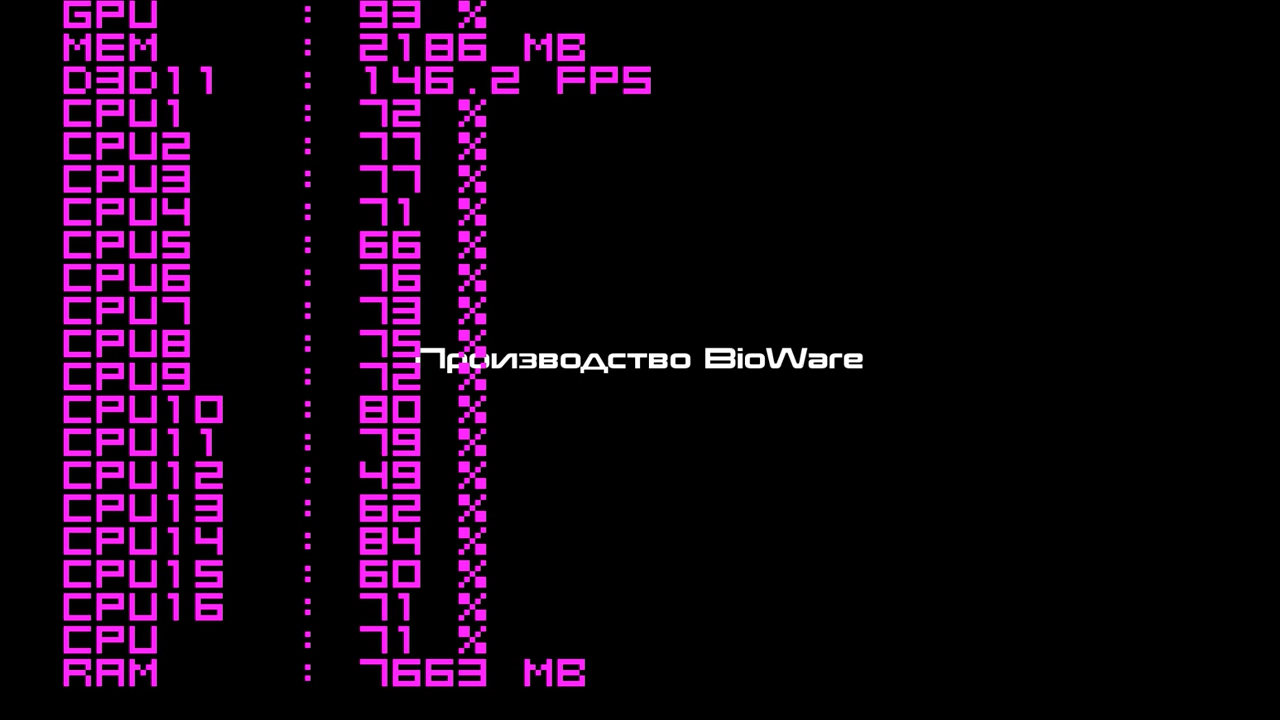 GPU : 93 %
MEM : 2186 MB
D3D11 : 146.2 FPS
CPU1 : 72 %
CPU2 : 77 %
CPU3 : 77 %
CPU4 : 71 %
CPU5 : 66 %
CPU6 : 76 %
CPU7 : 73 %
CPU8 : 75 %
Производство BioWare
CPU9 : 72 %
CPU10 : 80 %
CPU11 : 79 %
CPU12 : 49 %
CPU13 : 62 %
CPU14 : 84 %
CPU15 : 60 %
CPU16 : 71 %
CPU : 71 %
RAM : 7663 MB